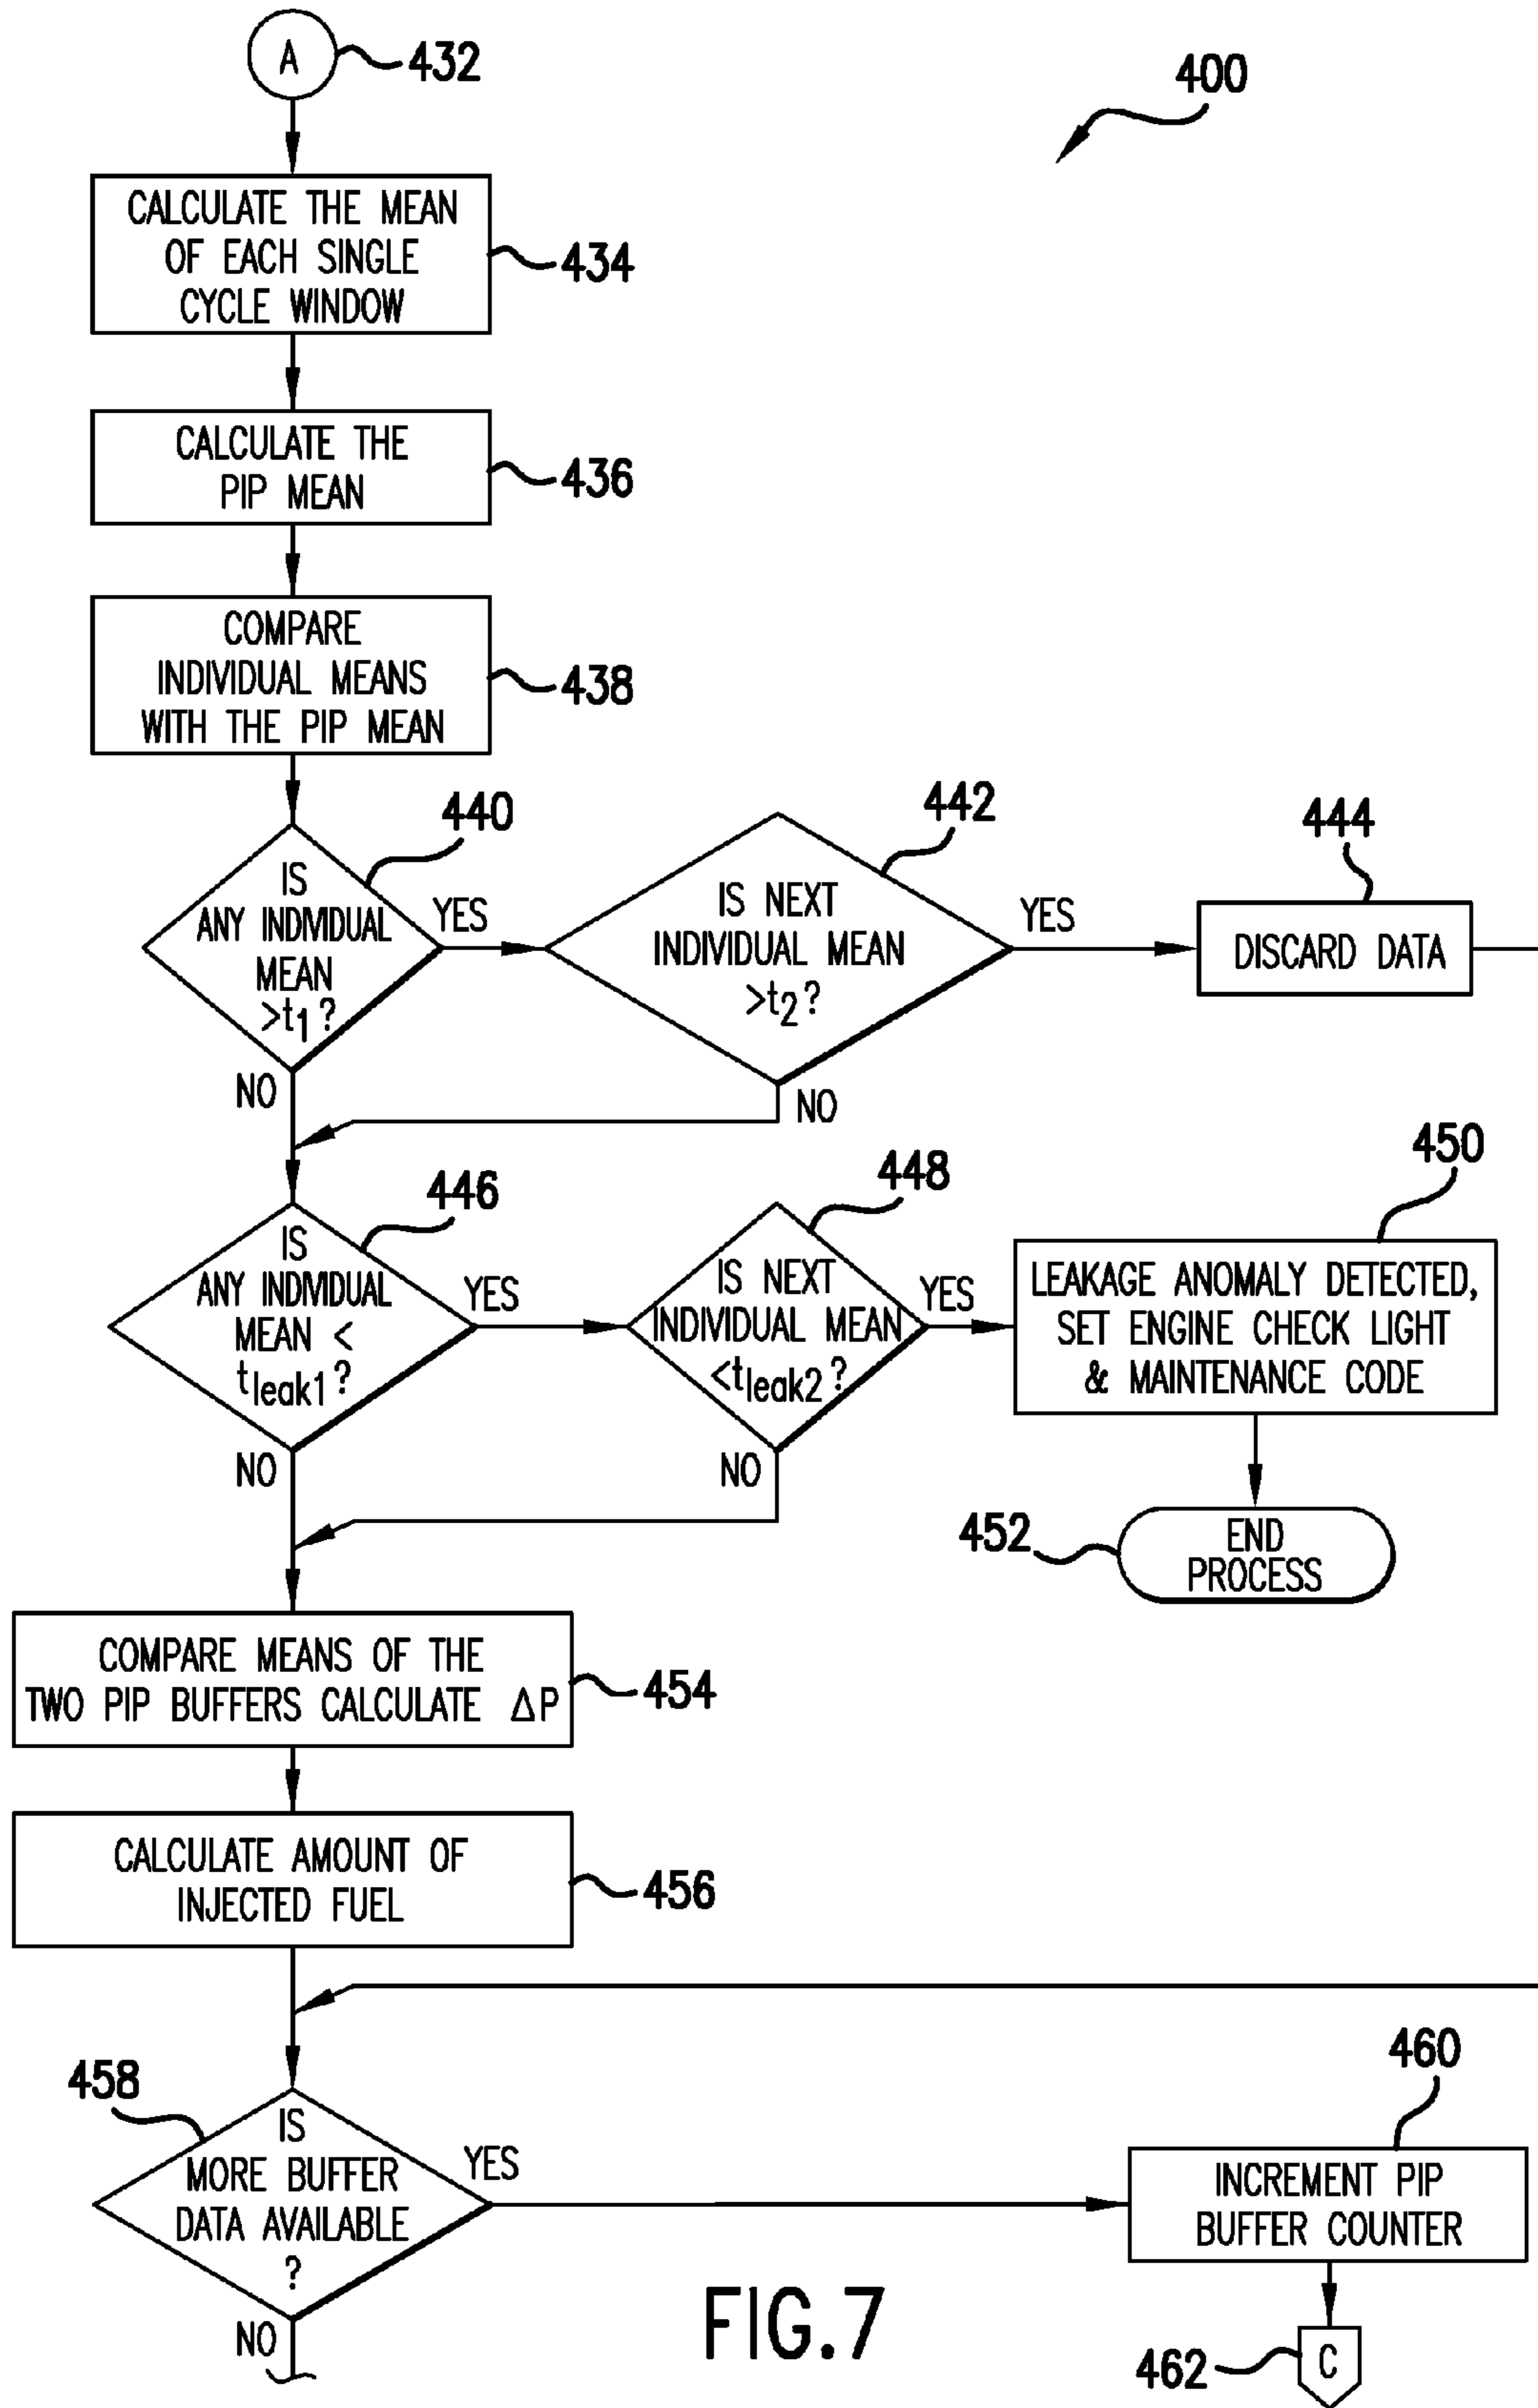 A
432
400
CALCULATE THE MEAN
OF EACH SINGLE
CYCLE WINDOW
434
CALCULATE THE
PIP MEAN
436
COMPARE
INDIVIDUAL MEANS
WITH THE PIP MEAN
438
440
IS
ANY INDIVIDUAL
MEAN
>t1?
YES
NO
442
IS NEXT
INDIVIDUAL MEAN
>t2?
YES
NO
444
DISCARD DATA
446
IS
ANY INDIVIDUAL
MEAN <
tleak1?
YES
NO
448
IS NEXT
INDIVIDUAL MEAN
<tleak2?
YES
NO
450
LEAKAGE ANOMALY DETECTED,
SET ENGINE CHECK LIGHT
& MAINTENANCE CODE
452
END
PROCESS
COMPARE MEANS OF THE
TWO PIP BUFFERS CALCULATE ΔP
454
CALCULATE AMOUNT OF
INJECTED FUEL
456
458
IS
MORE BUFFER
DATA AVAILABLE
?
YES
NO
460
INCREMENT PIP
BUFFER COUNTER
462
C
FIG.7